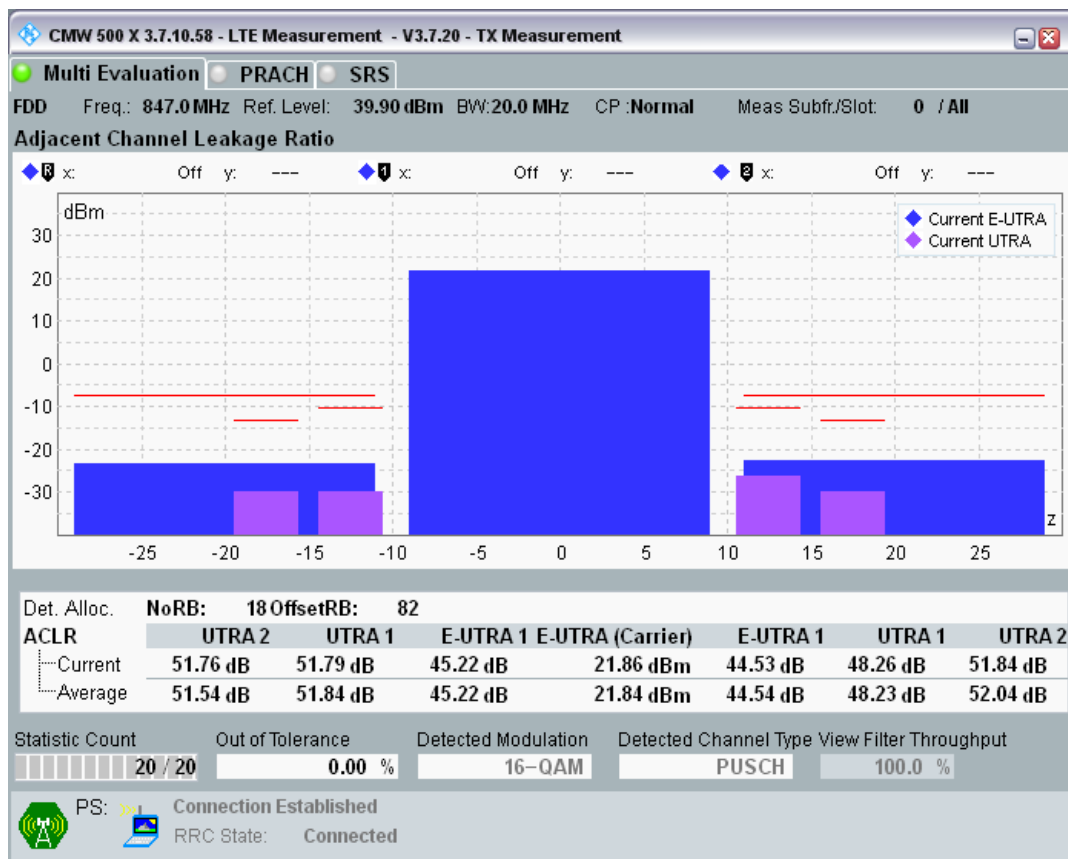 CMW 500 X 3.7.10.58 - LTE Measurement - V3.7.20 - TX Measurement
Multi Evaluation PRACH SRS
FDD Freq.: 847.0 MHz Ref. Level: 39.90 dBm BW:20.0 MHz CP :Normal Meas Subfr./Slot: 0 / All
Adjacent Channel Leakage Ratio
R x: Off y: --- 1 x: Off y: --- 2 x: Off y: ---
dBm
Current E-UTRA
Current UTRA
30
20
10
0
-10
-20
-30
z
-25 -20 -15 -10 -5 0 5 10 15 20 25
Det. Alloc. NoRB: 18 OffsetRB: 82
ACLR UTRA 2 UTRA 1 E-UTRA 1 E-UTRA (Carrier) E-UTRA 1 UTRA 1 UTRA 2
Current 51.76 dB 51.79 dB 45.22 dB 21.86 dBm 44.53 dB 48.26 dB 51.84 dB
Average 51.54 dB 51.84 dB 45.22 dB 21.84 dBm 44.54 dB 48.23 dB 52.04 dB
Statistic Count Out of Tolerance Detected Modulation Detected Channel Type View Filter Throughput
20 / 20 0.00 % 16-QAM PUSCH 100.0 %
PS: Connection Established
RRC State: Connected